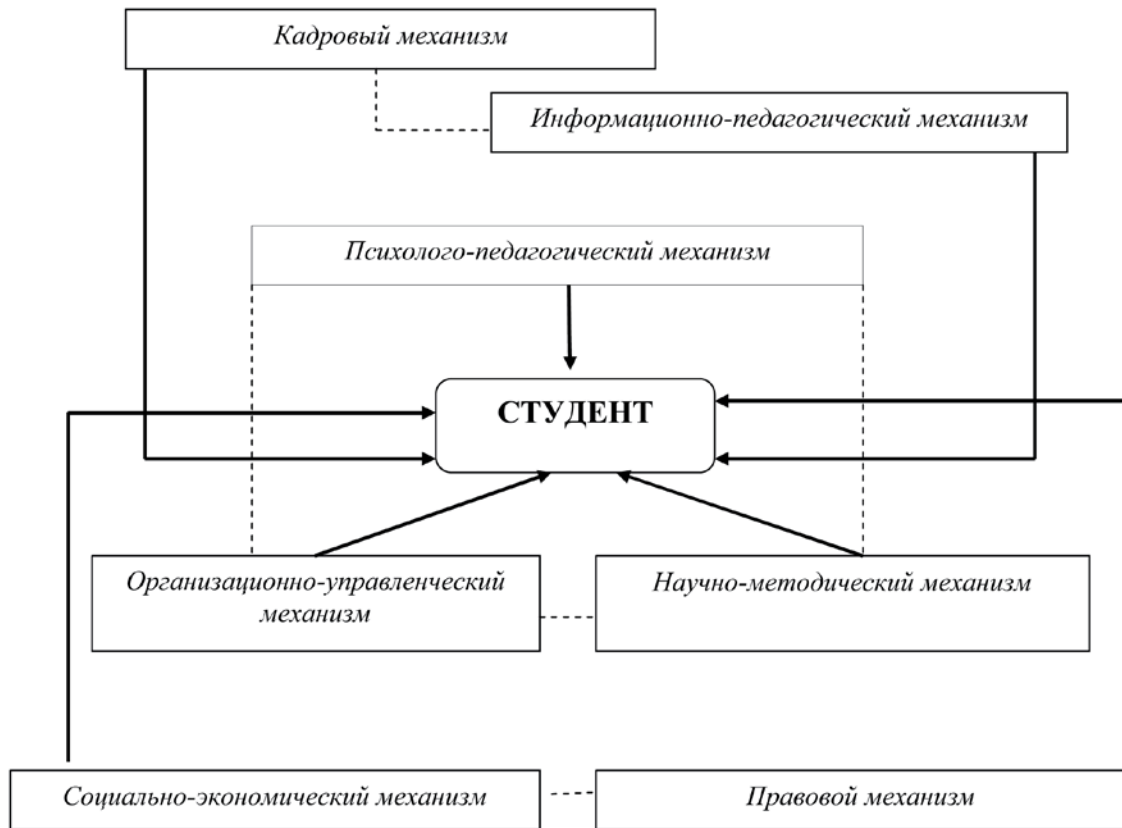 Кадровый механизм
Информационно-педагогический механизм
Психолого-педагогический механизм
СТУДЕНТ
Организационно-управленческий
механизм
Научно-методический механизм
Социально-экономический механизм
Правовой механизм